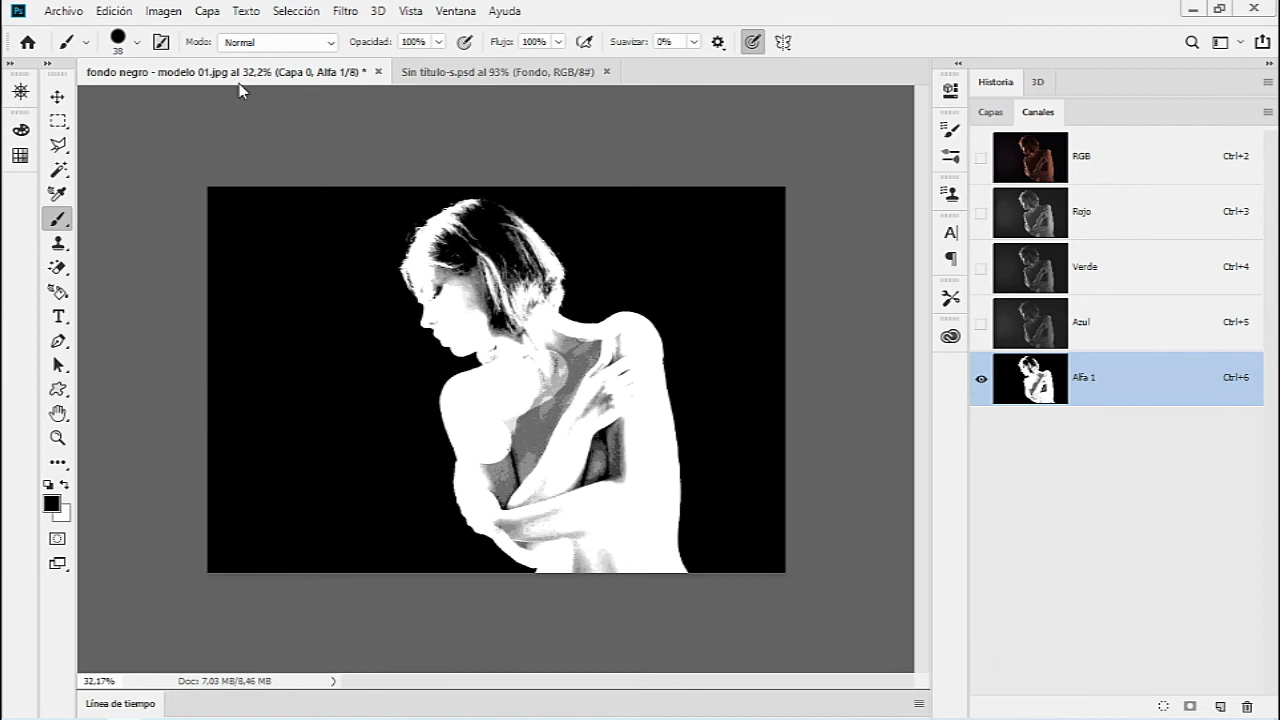 Ps Archivo Edición Imagen Capa Texto Selección Filtro 3D Vista Ventana Ayuda
38 Modo: Normal Opacidad: 100% Flujo: 100% Suavizar: 0%
fondo negro - modelo 01.jpg al 32,2% (Capa 0, Alfa 1/8) * Sin título-s.psd al 93% (Fondo, RGB/8#)
Historia 3D
Capas Canales
RGB Ctrl+2
Rojo Ctrl+3
Verde Ctrl+4
Azul Ctrl+5
Alfa 1 Ctrl+6
32,17% Doc: 7,03 MB/8,46 MB
Línea de tiempo